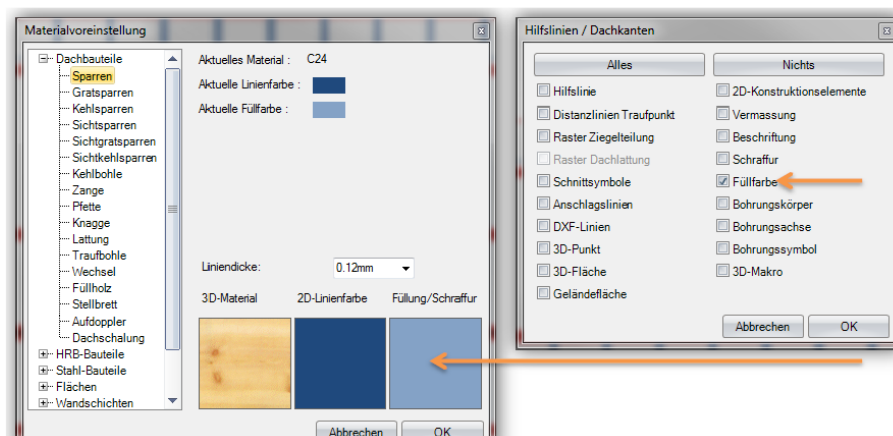 Materialvoreinstellung
Dachbauteile
Sparren
Gratsparren
Kehlsparren
Sichtsparren
Sichtgratsparren
Sichtkehlsparren
Kehlbohle
Zange
Pfette
Knagge
Lattung
Traufbohle
Wechsel
Füllholz
Stellbrett
Aufdoppler
Dachschalung
HRB-Bauteile
Stahl-Bauteile
Flächen
Wandschichten
Aktuelles Material : C24
Aktuelle Linienfarbe :
Aktuelle Füllfarbe :
Liniendicke: 0.12mm
3D-Material 2D-Linienfarbe Füllung/Schraffur
Abbrechen OK
Hilfslinien / Dachkanten
Alles Nichts
Hilfslinie
Distanzlinien Traufpunkt
Raster Ziegelteilung
Raster Dachlattung
Schnittsymbole
Anschlagslinien
DXF-Linien
3D-Punkt
3D-Fläche
Geländefläche
2D-Konstruktionselemente
Vermassung
Beschriftung
Schraffur
Füllfarbe
Bohrungskörper
Bohrungsachse
Bohrungssymbol
3D-Makro
Abbrechen OK